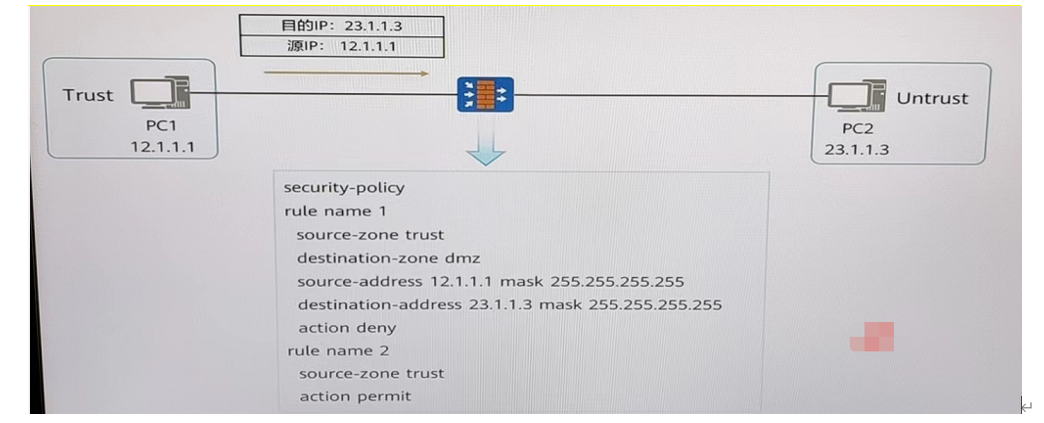 目的IP: 23.1.1.3
源IP: 12.1.1.1
Trust
PC1
12.1.1.1
Untrust
PC2
23.1.1.3
security-policy
rule name 1
source-zone trust
destination-zone dmz
source-address 12.1.1.1 mask 255.255.255.255
destination-address 23.1.1.3 mask 255.255.255.255
action deny
rule name 2
source-zone trust
action permit